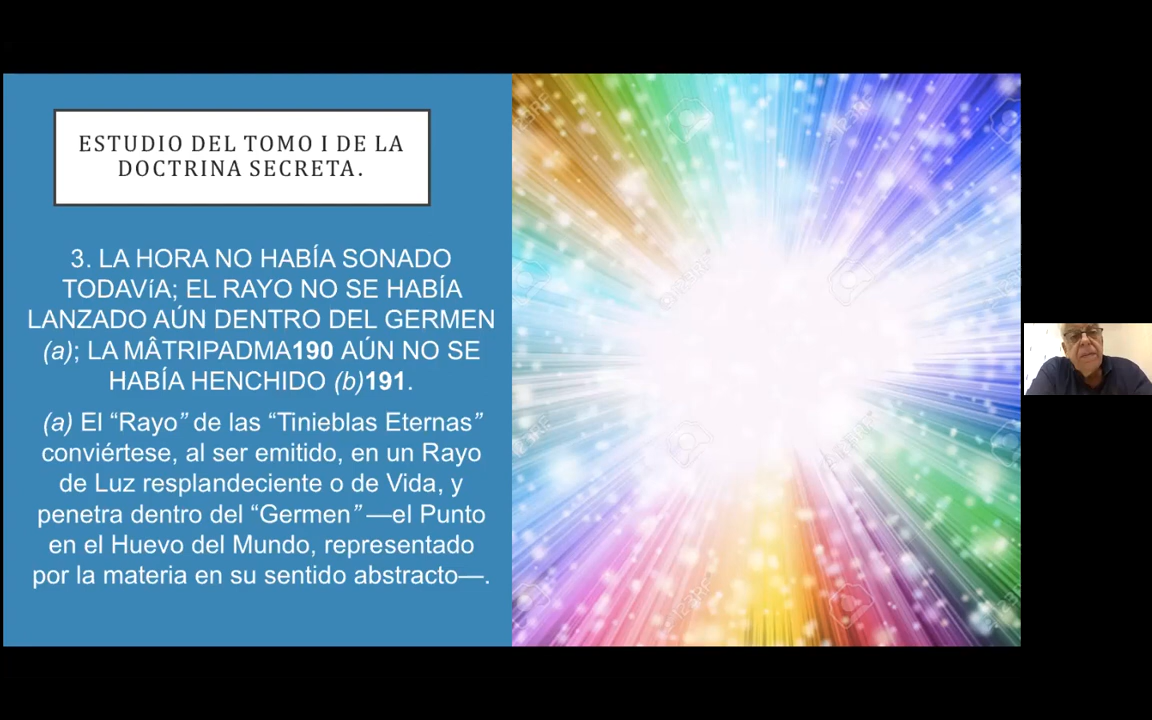 ESTUDIO DEL TOMO I DE LA
DOCTRINA SECRETA.
3. LA HORA NO HABÍA SONADO
TODAVíA; EL RAYO NO SE HABÍA
LANZADO AÚN DENTRO DEL GERMEN
(a); LA MÂTRIPADMA190 AÚN NO SE
HABÍA HENCHIDO (b)191.
(a) El “Rayo” de las “Tinieblas Eternas”
conviértese, al ser emitido, en un Rayo
de Luz resplandeciente o de Vida, y
penetra dentro del “Germen” —el Punto
en el Huevo del Mundo, representado
por la materia en su sentido abstracto—.
123RF